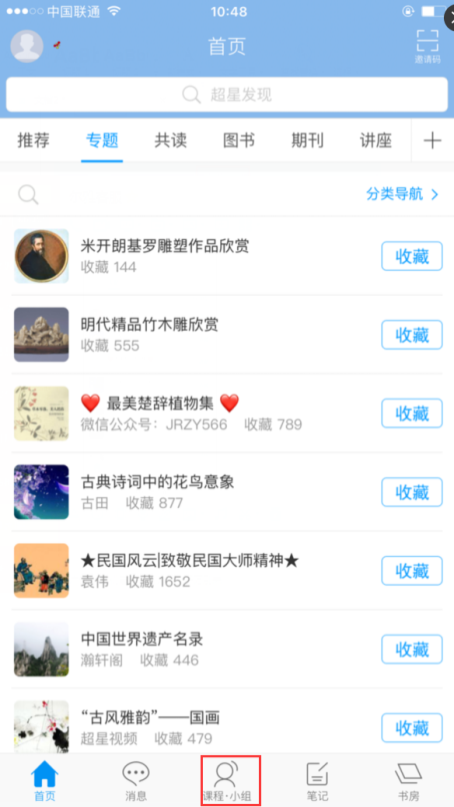 中国联通
10:48
首页
邀请码
超星发现
推荐 专题 共读 图书 期刊 讲座
分类导航
米开朗基罗雕塑作品欣赏
收藏 144
收藏
明代精品竹木雕欣赏
收藏 555
收藏
❤️ 最美楚辞植物集 ❤️
微信公众号：JRZY566 收藏 789
收藏
古典诗词中的花鸟意象
古田 收藏 877
收藏
★民国风云|致敬民国大师精神★
袁伟 收藏 1652
收藏
中国世界遗产名录
瀚轩阁 收藏 446
收藏
“古风雅韵”——国画
超星视频 收藏 479
收藏
首页 消息 课程·小组 笔记 书房